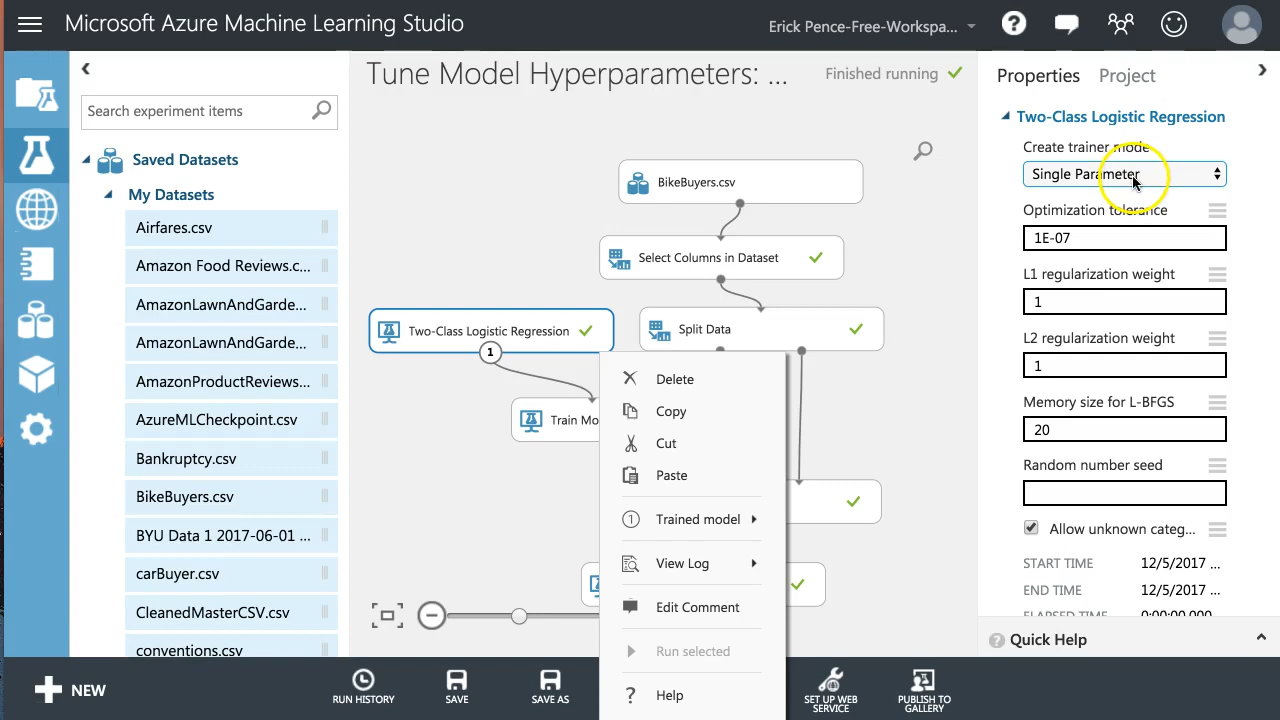 Microsoft Azure Machine Learning Studio
Erick Pence-Free-Workspa...
?
Search experiment items
Saved Datasets
My Datasets
Airfares.csv
Amazon Food Reviews.c...
AmazonLawnAndGarde...
AmazonLawnAndGarde...
AmazonProductReviews...
AzureMLCheckpoint.csv
Bankruptcy.csv
BikeBuyers.csv
BYU Data 1 2017-06-01 ...
carBuyer.csv
CleanedMasterCSV.csv
conventions.csv
Tune Model Hyperparameters: ...
Finished running
BikeBuyers.csv
Select Columns in Dataset
Two-Class Logistic Regression
Split Data
1
Train Mo
Delete
Copy
Cut
Paste
1 Trained model
View Log
Edit Comment
Run selected
? Help
Properties Project
Two-Class Logistic Regression
Create trainer mode
Single Parameter
Optimization tolerance
1E-07
L1 regularization weight
1
L2 regularization weight
1
Memory size for L-BFGS
20
Random number seed
Allow unknown categ...
START TIME 12/5/2017 ...
END TIME 12/5/2017 ...
ELAPSED TIME 0:00:00.000
? Quick Help
NEW
RUN HISTORY
SAVE
SAVE AS
SET UP WEB
SERVICE
PUBLISH TO
GALLERY